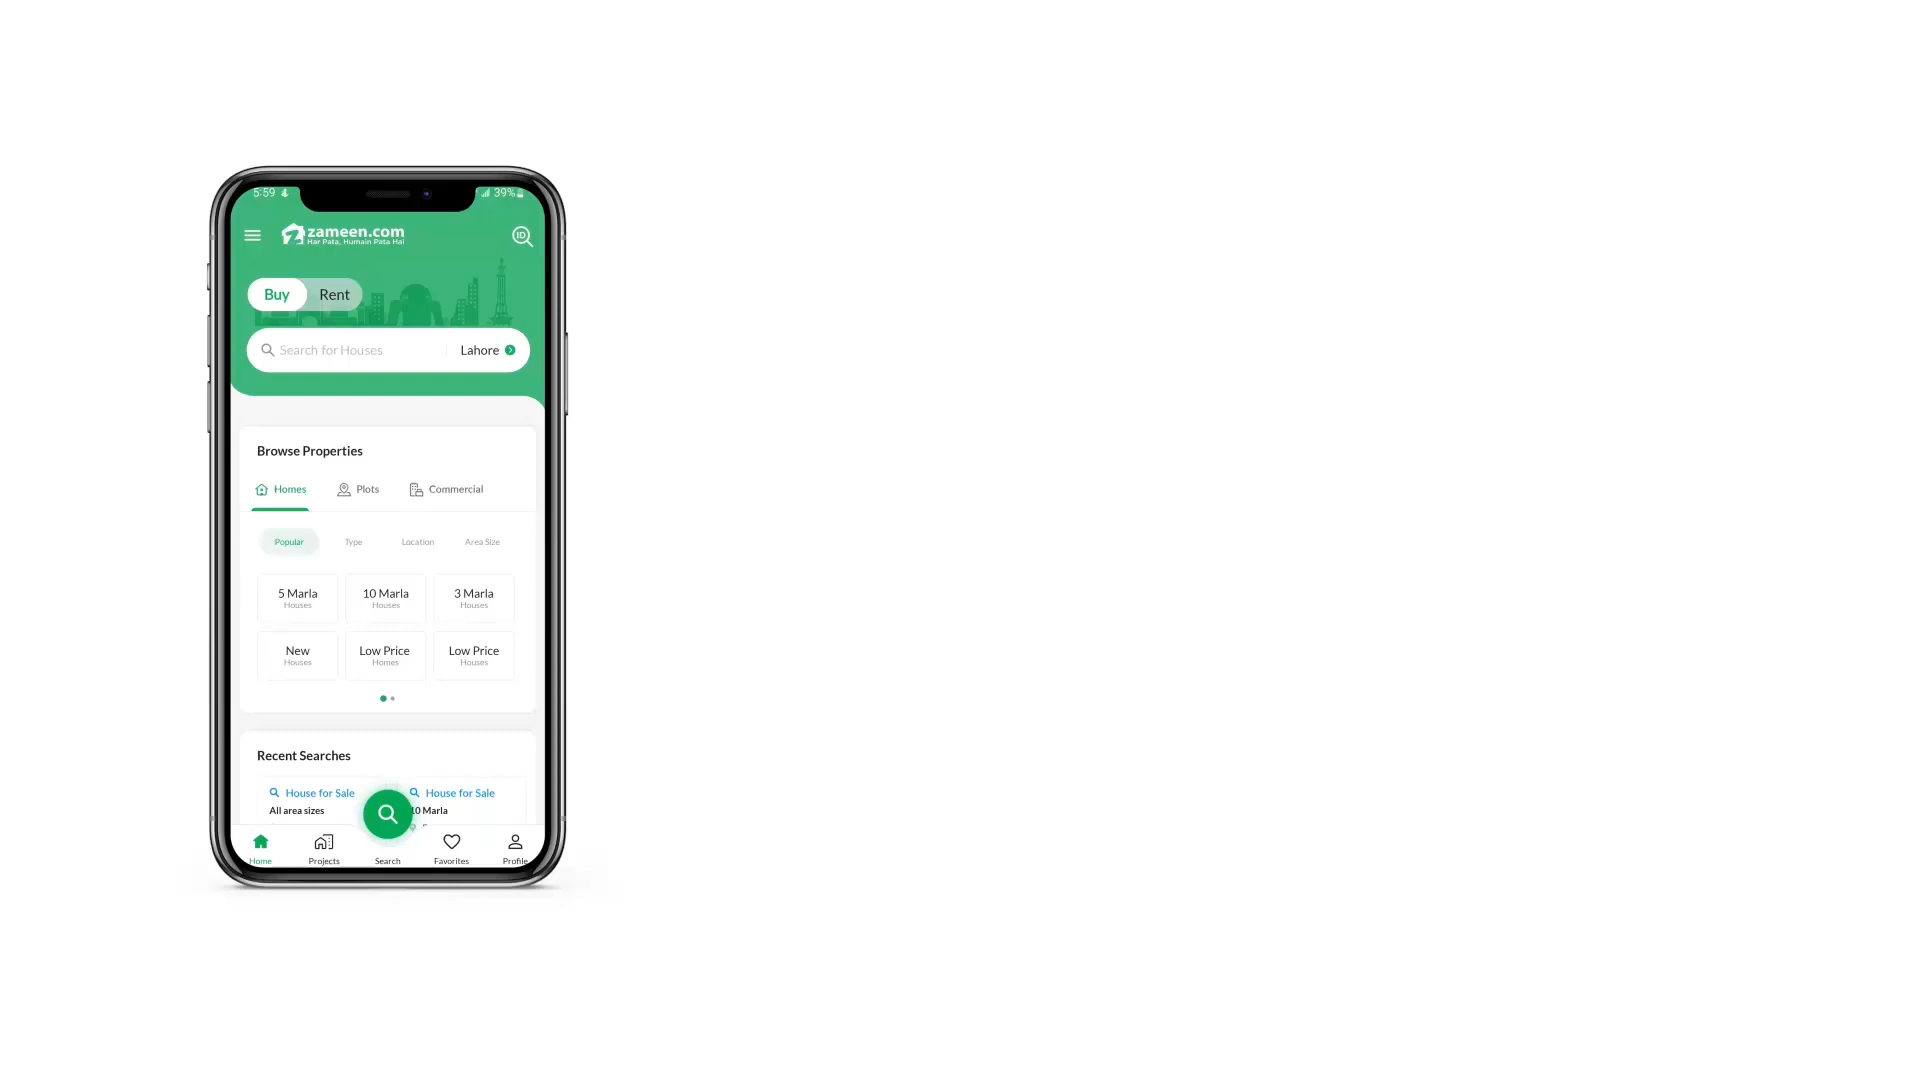 5:59 39%
zameen.com
Har Pata, Humain Pata Hai
ID
Buy Rent
Search for Houses Lahore
Browse Properties
Homes Plots Commercial
Popular Type Location Area Size
5 Marla 10 Marla 3 Marla
Houses Houses Houses
New Low Price Low Price
Houses Homes Houses
Recent Searches
House for Sale House for Sale
All area sizes 10 Marla
Home Projects Search Favorites Profile